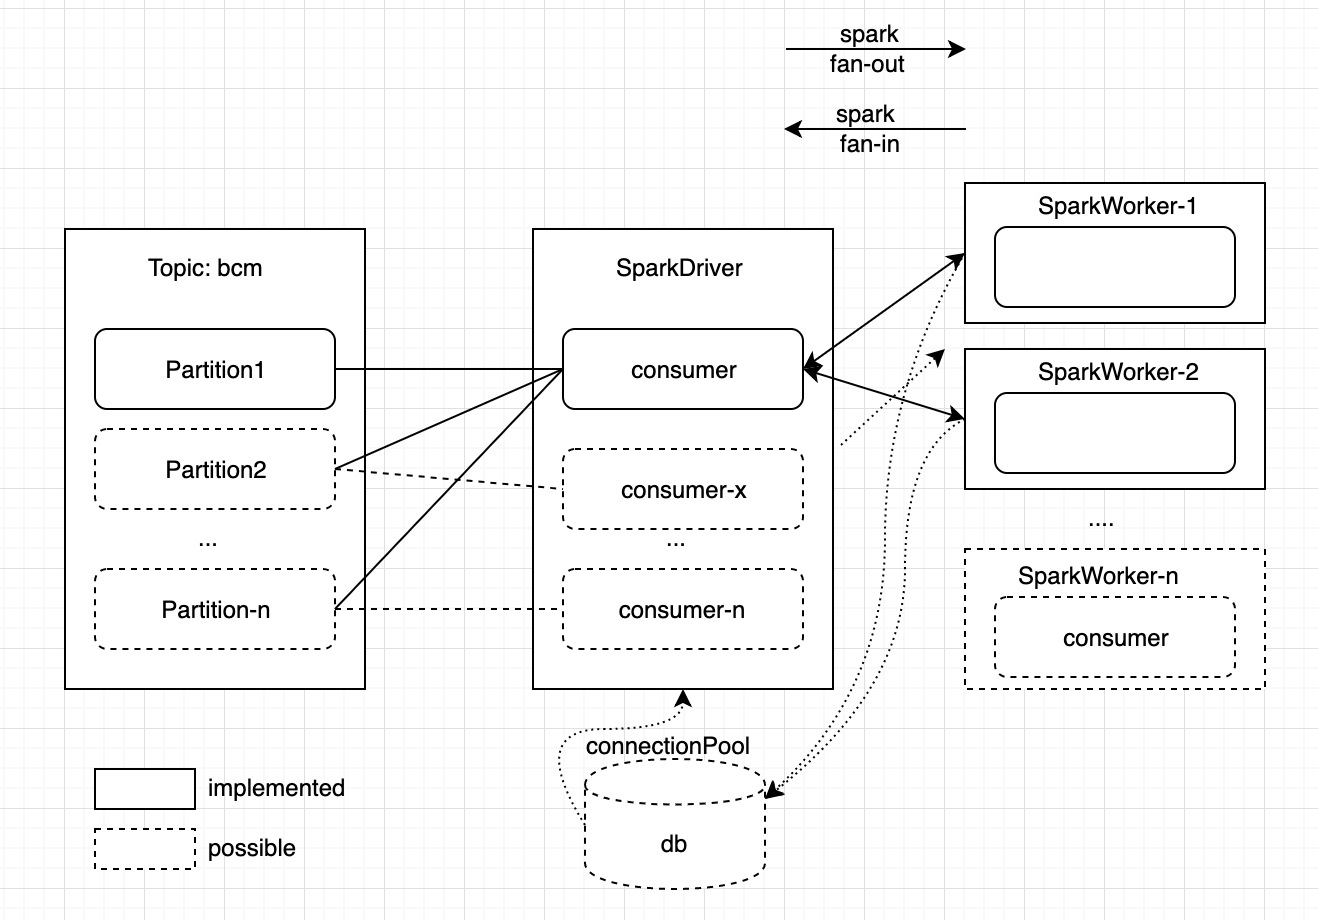 spark
fan-out
spark
fan-in
Topic: bcm
Partition1
Partition2
...
Partition-n
SparkDriver
consumer
consumer-x
...
consumer-n
SparkWorker-1
SparkWorker-2
....
SparkWorker-n
consumer
connectionPool
db
implemented
possible